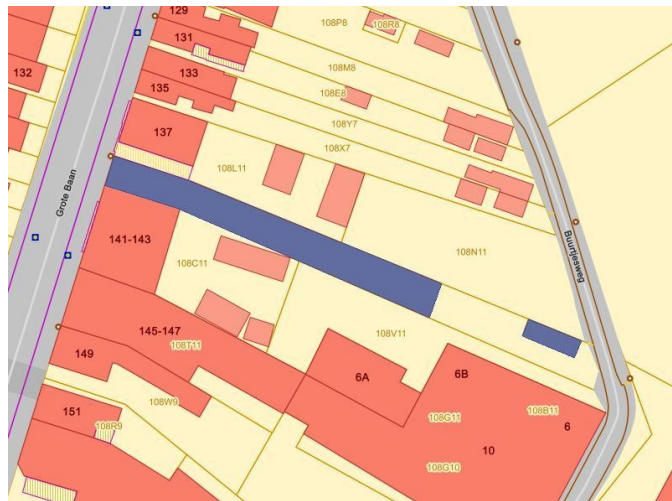 129
108P8
108R8
131
108M8
132
133
108E8
135
108Y7
137
108X7
108L11
Grote Baan
108N11
141-143
Buurtjesweg
108C11
145-147
108V11
108T11
149
6A
6B
108W9
151
108G11
108B11
108R9
6
10
108G10